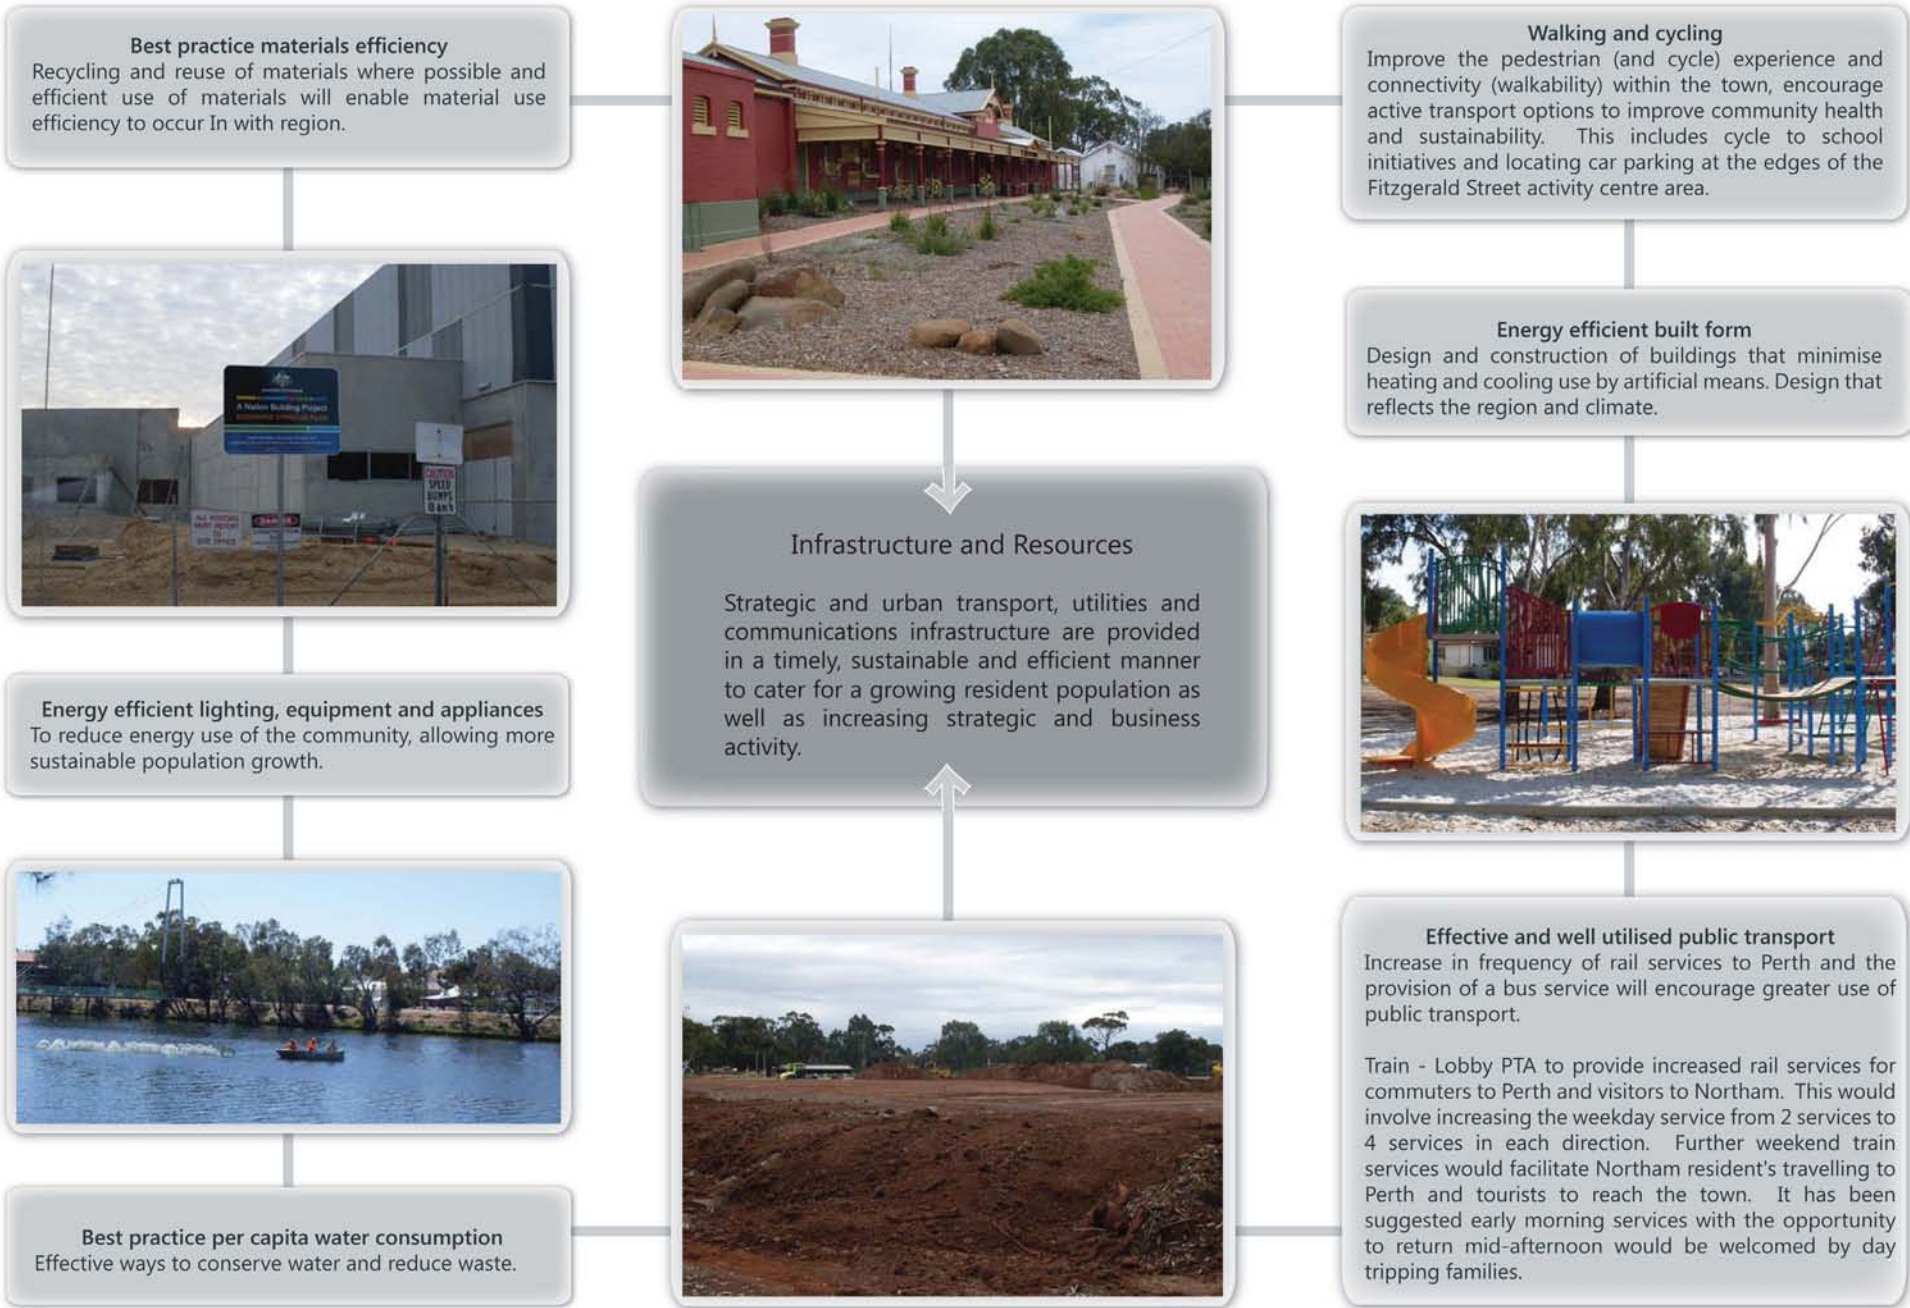 Best practice materials efficiency
Recycling and reuse of materials where possible and
efficient use of materials will enable material use
efficiency to occur In with region.
A Nation Building Project
ALL VISITORS
MUST REPORT
TO
SITE OFFICE
DANGER
CAUTION
SPEED
BUMPS
Energy efficient lighting, equipment and appliances
To reduce energy use of the community, allowing more
sustainable population growth.
Best practice per capita water consumption
Effective ways to conserve water and reduce waste.
Infrastructure and Resources
Strategic and urban transport, utilities and
communications infrastructure are provided
in a timely, sustainable and efficient manner
to cater for a growing resident population as
well as increasing strategic and business
activity.
Walking and cycling
Improve the pedestrian (and cycle) experience and
connectivity (walkability) within the town, encourage
active transport options to improve community health
and sustainability. This includes cycle to school
initiatives and locating car parking at the edges of the
Fitzgerald Street activity centre area.
Energy efficient built form
Design and construction of buildings that minimise
heating and cooling use by artificial means. Design that
reflects the region and climate.
Effective and well utilised public transport
Increase in frequency of rail services to Perth and the
provision of a bus service will encourage greater use of
public transport.
Train - Lobby PTA to provide increased rail services for
commuters to Perth and visitors to Northam. This would
involve increasing the weekday service from 2 services to
4 services in each direction. Further weekend train
services would facilitate Northam resident's travelling to
Perth and tourists to reach the town. It has been
suggested early morning services with the opportunity
to return mid-afternoon would be welcomed by day
tripping families.